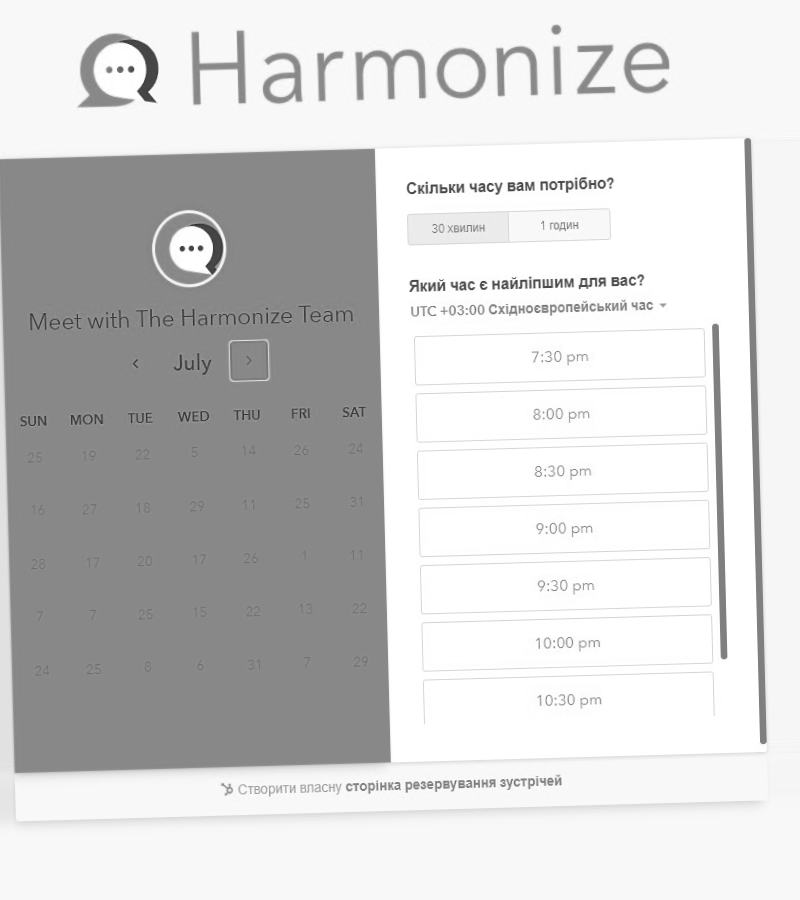 Harmonize
Meet with The Harmonize Team
July
SUN MON TUE WED THU FRI SAT
25 19 22 5 14 26 24
16 27 18 29 11 25 31
28 17 20 17 26 1 11
7 7 25 15 22 13 22
24 25 8 6 31 7 29
Скільки часу вам потрібно?
30 хвилин 1 годин
Який час є найліпшим для вас?
UTC +03:00 Східноєвропейський час
7:30 pm
8:00 pm
8:30 pm
9:00 pm
9:30 pm
10:00 pm
10:30 pm
Створити власну сторінка резервування зустрічей